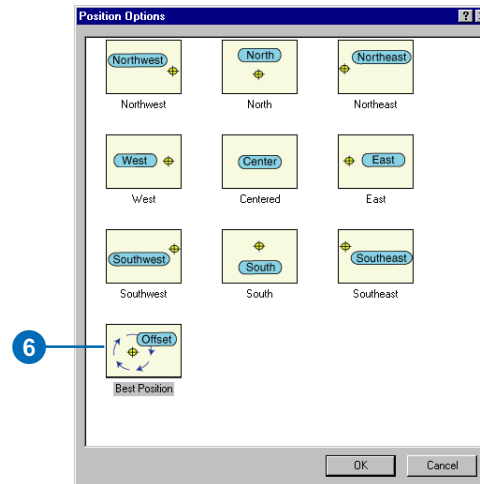 Position Options
Northwest
North
Northeast
Northwest
North
Northeast
West
Center
East
West
Centered
East
Southwest
South
Southeast
Southwest
South
Southeast
6
Offset
Best Position
OK
Cancel